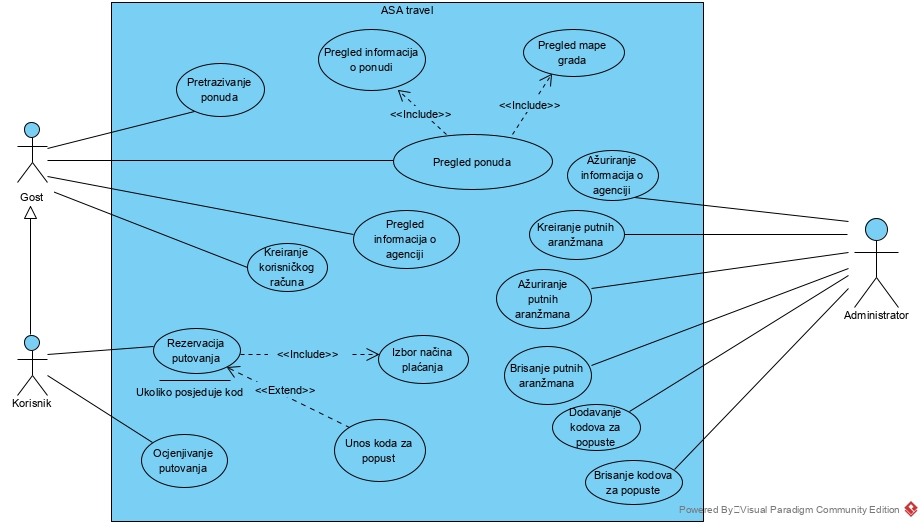 ASA travel
Pregled informacija
o ponudi
Pregled mape
grada
Pretrazivanje
ponuda
<<Include>>
<<Include>>
Pregled ponuda
Ažuriranje
informacija o
agenciji
Gost
Pregled
informacija o
agenciji
Kreiranje putnih
aranžmana
Kreiranje
korisničkog
računa
Ažuriranje
putnih
aranžmana
Administrator
Rezervacija
putovanja
<<Include>>
Izbor načina
plaćanja
Ukoliko posjeduje kod
<<Extend>>
Brisanje putnih
aranžmana
Korisnik
Dodavanje
kodova za
popuste
Unos koda za
popust
Ocjenjivanje
putovanja
Brisanje kodova
za popuste
Powered By Visual Paradigm Community Edition